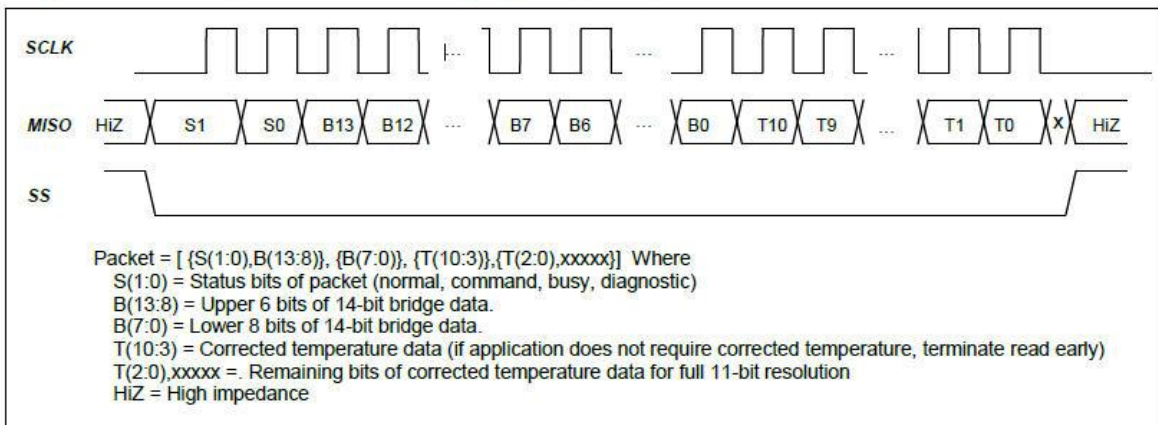 SCLK
MISO HiZ S1 S0 B13 B12 ... B7 B6 ... B0 T10 T9 ... T1 T0 X HiZ
SS
Packet = [ {S(1:0),B(13:8)}, {B(7:0)}, {T(10:3)},{T(2:0),xxxxx}] Where
S(1:0) = Status bits of packet (normal, command, busy, diagnostic)
B(13:8) = Upper 6 bits of 14-bit bridge data.
B(7:0) = Lower 8 bits of 14-bit bridge data.
T(10:3) = Corrected temperature data (if application does not require corrected temperature, terminate read early)
T(2:0),xxxxx =. Remaining bits of corrected temperature data for full 11-bit resolution
HiZ = High impedance